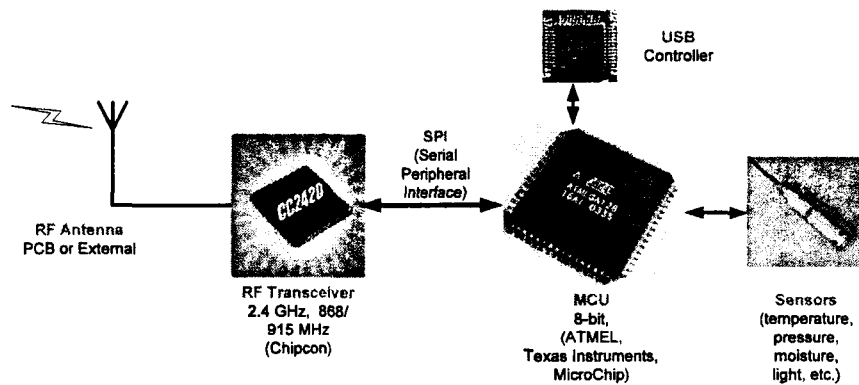 USB
Controller
SPI
(Serial
Peripheral
Interface)
CC2420
RF Antenna
PCB or External
RF Transceiver
2.4 GHz, 868/
915 MHz
(Chipcon)
MCU
8-bit,
(ATMEL,
Texas Instruments,
MicroChip)
Sensors
(temperature,
pressure,
moisture,
light, etc.)